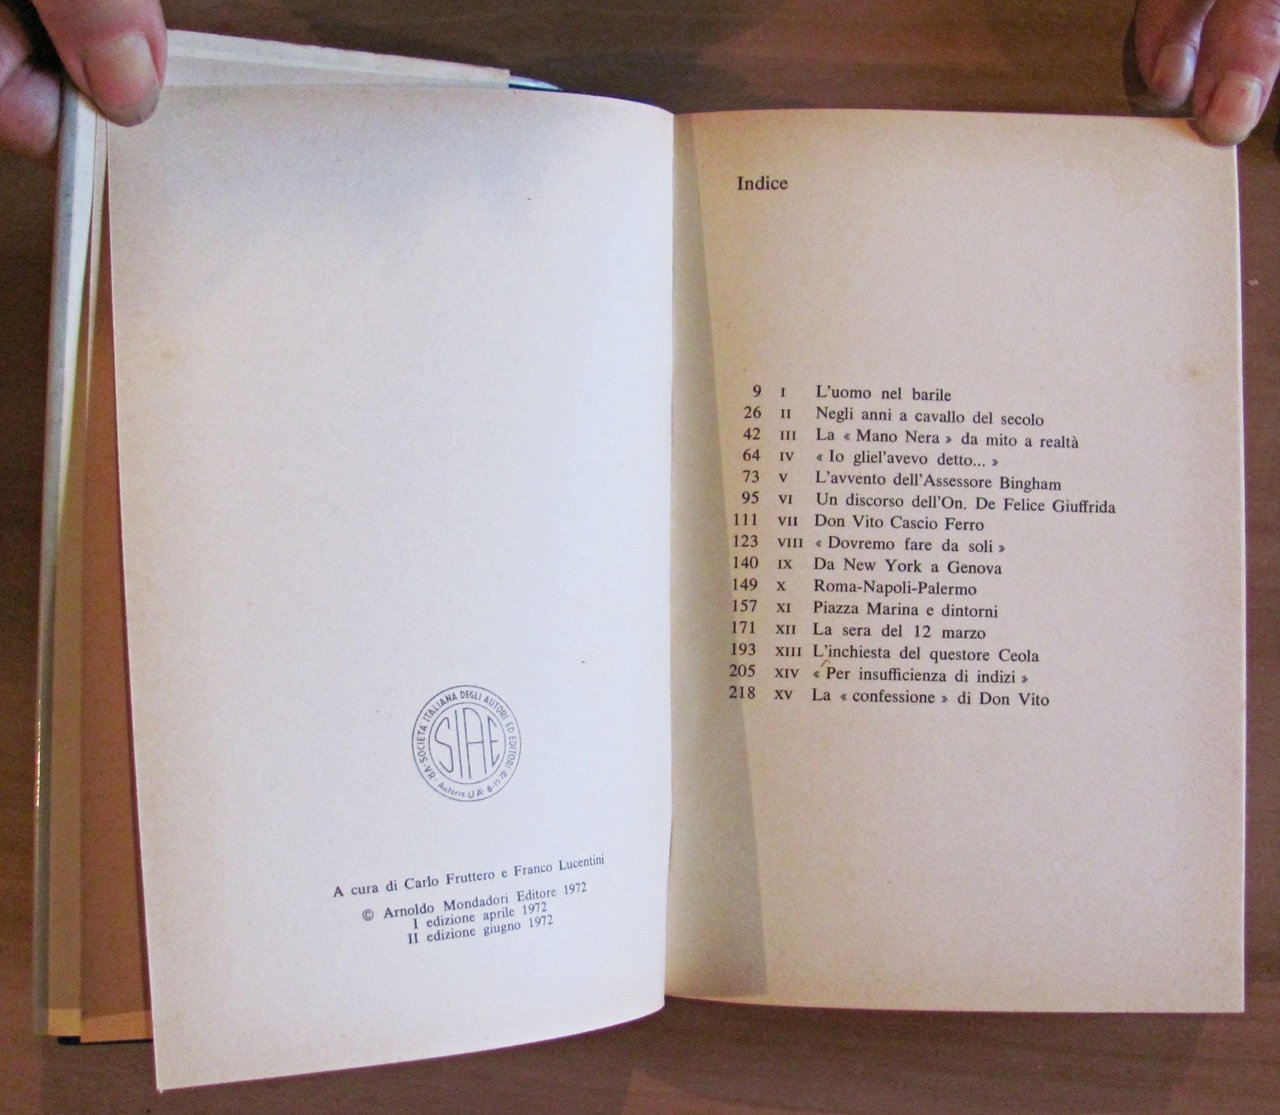 SOCIETÀ ITALIANA DEGLI AUTORI ED EDITORI
SIAE
·VR· Autoriz. U A· 6-1972
A cura di Carlo Fruttero e Franco Lucentini
© Arnoldo Mondadori Editore 1972
I edizione aprile 1972
II edizione giugno 1972
Indice
9 I L'uomo nel barile
26 II Negli anni a cavallo del secolo
42 III La « Mano Nera » da mito a realtà
64 IV « Io gliel'avevo detto... »
73 V L'avvento dell'Assessore Bingham
95 VI Un discorso dell'On. De Felice Giuffrida
111 VII Don Vito Cascio Ferro
123 VIII « Dovremo fare da soli »
140 IX Da New York a Genova
149 X Roma-Napoli-Palermo
157 XI Piazza Marina e dintorni
171 XII La sera del 12 marzo
193 XIII L'inchiesta del questore Ceola
205 XIV « Per insufficienza di indizi »
218 XV La « confessione » di Don Vito